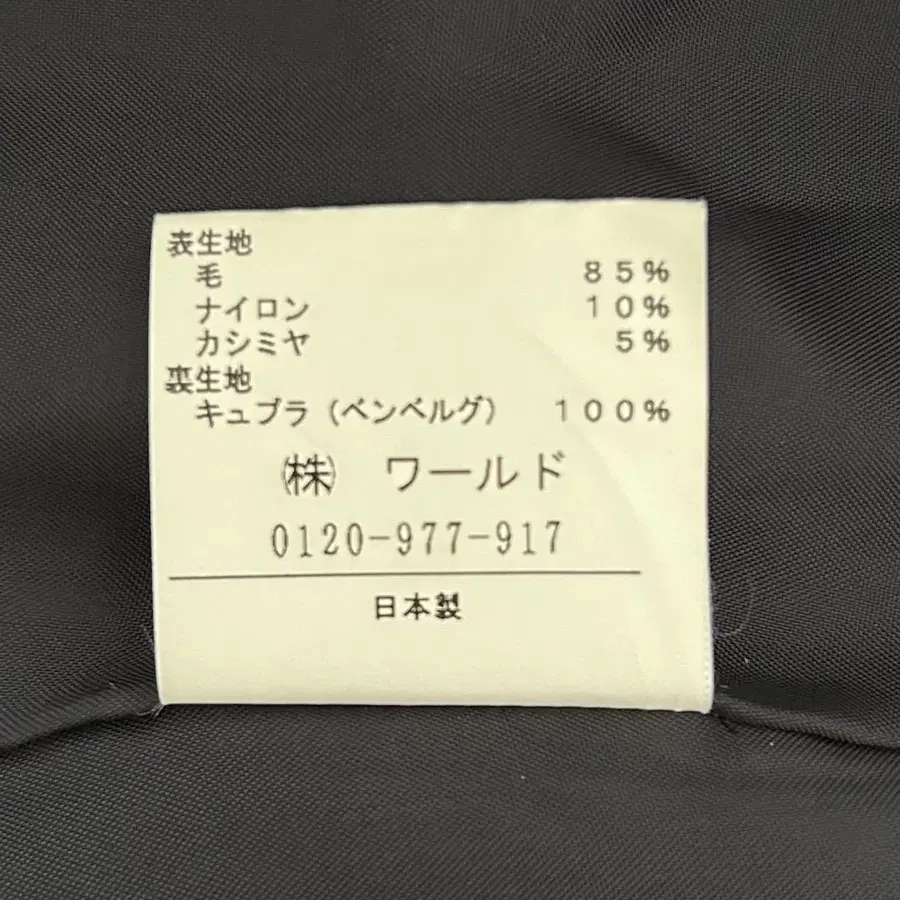 表生地
毛 85%
ナイロン 10%
カシミヤ 5%
裏生地
キュプラ（ベンベルグ） 100%
㈱ ワールド
0120-977-917
日本製